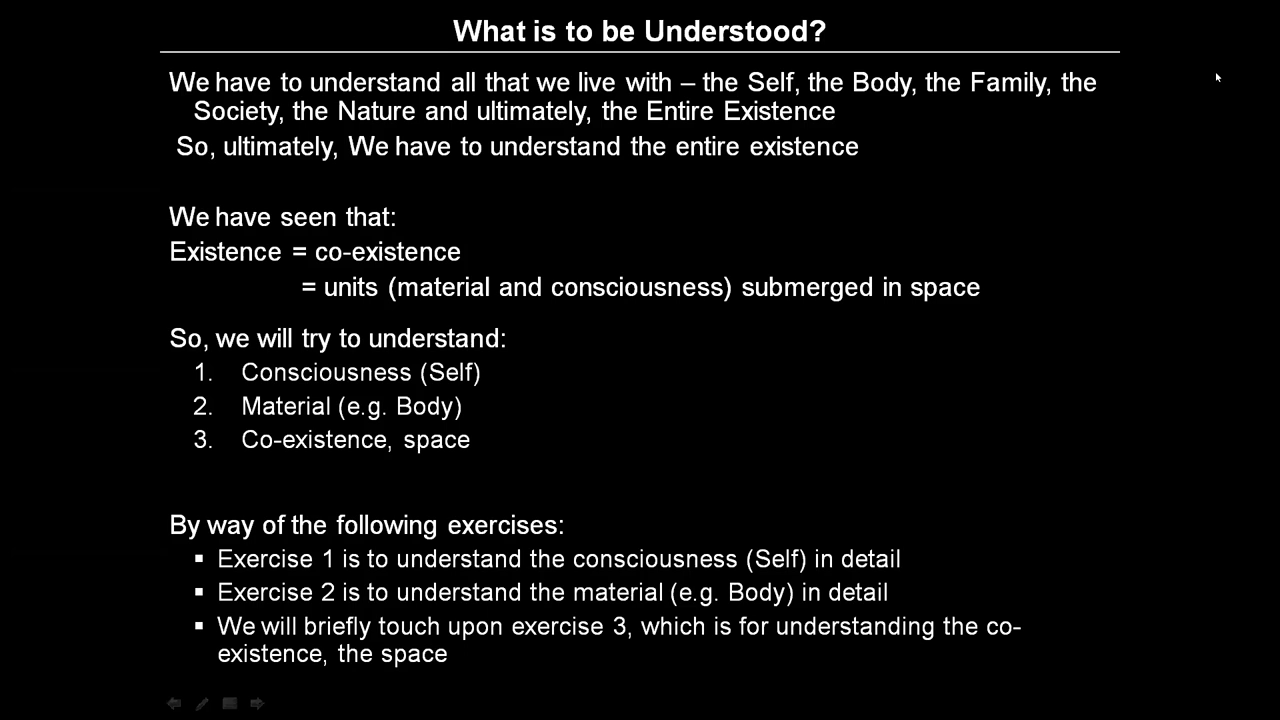 What is to be Understood?
We have to understand all that we live with – the Self, the Body, the Family, the
Society, the Nature and ultimately, the Entire Existence
So, ultimately, We have to understand the entire existence
We have seen that:
Existence = co-existence
= units (material and consciousness) submerged in space
So, we will try to understand:
1. Consciousness (Self)
2. Material (e.g. Body)
3. Co-existence, space
By way of the following exercises:
▪ Exercise 1 is to understand the consciousness (Self) in detail
▪ Exercise 2 is to understand the material (e.g. Body) in detail
▪ We will briefly touch upon exercise 3, which is for understanding the co-
existence, the space